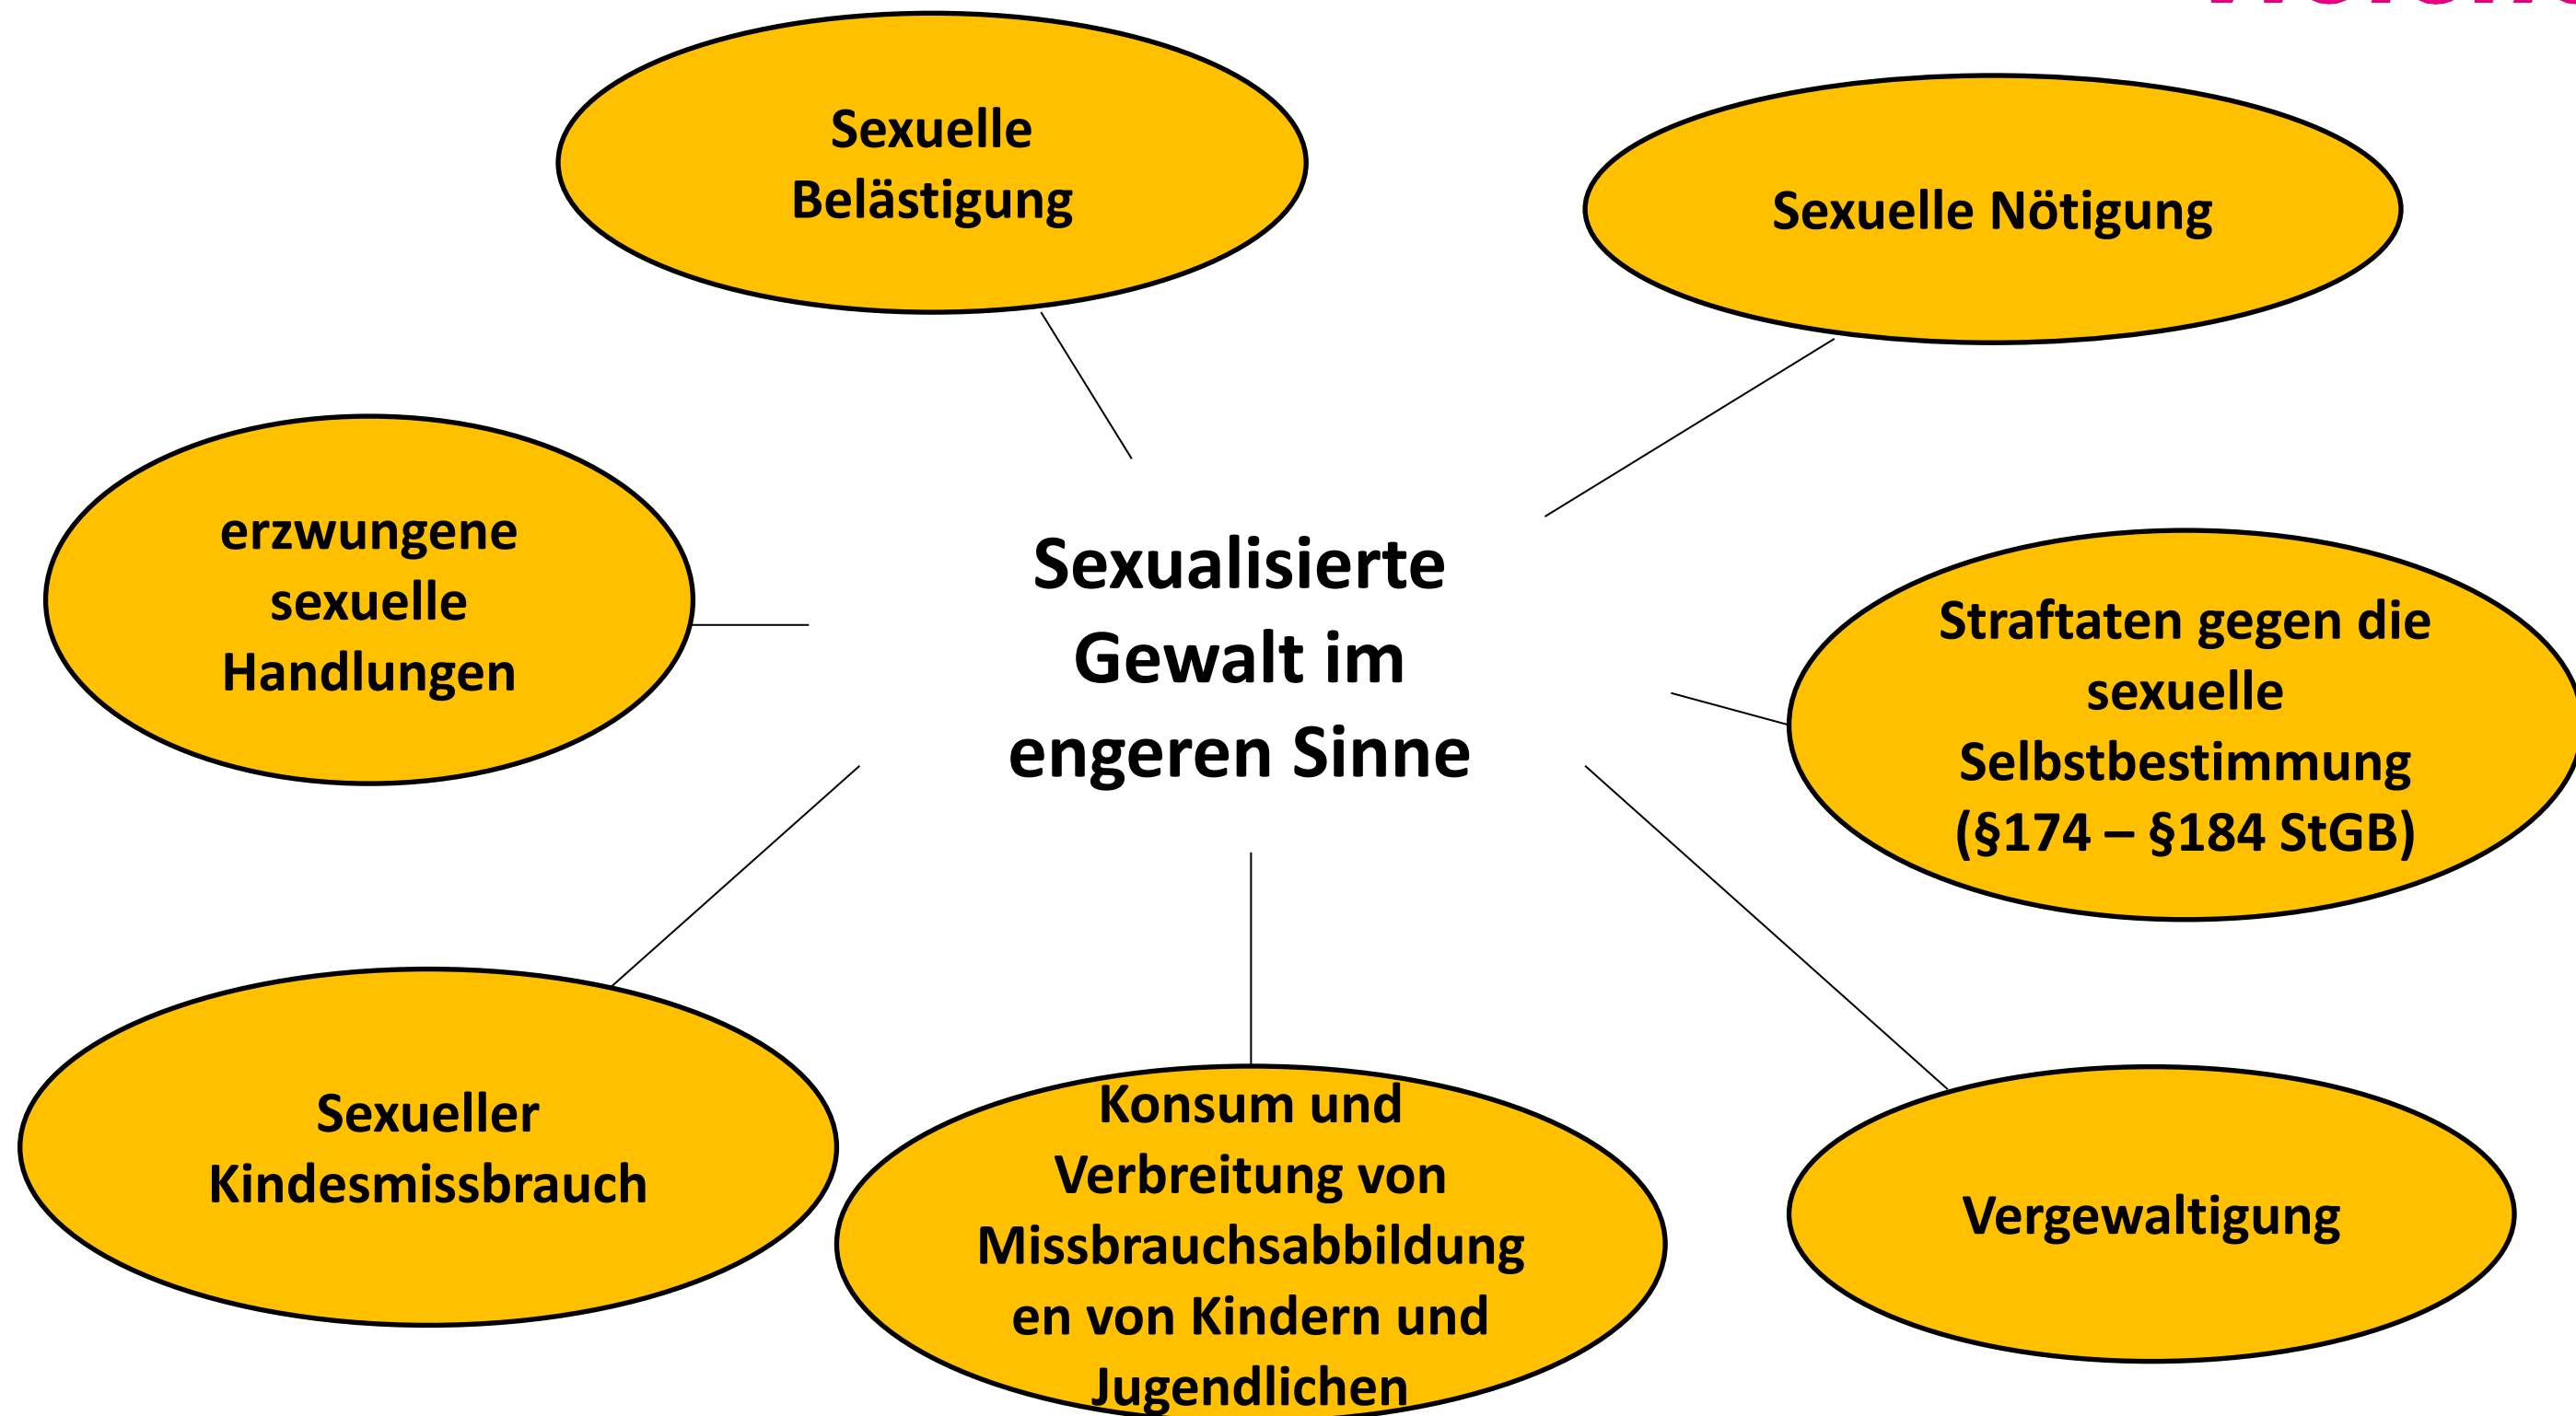 Sexuelle
Belästigung
Sexuelle Nötigung
erzwungene
sexuelle
Handlungen
Sexualisierte
Gewalt im
engeren Sinne
Straftaten gegen die
sexuelle
Selbstbestimmung
(§174 – §184 StGB)
Sexueller
Kindesmissbrauch
Konsum und
Verbreitung von
Missbrauchsabbildung
en von Kindern und
Jugendlichen
Vergewaltigung